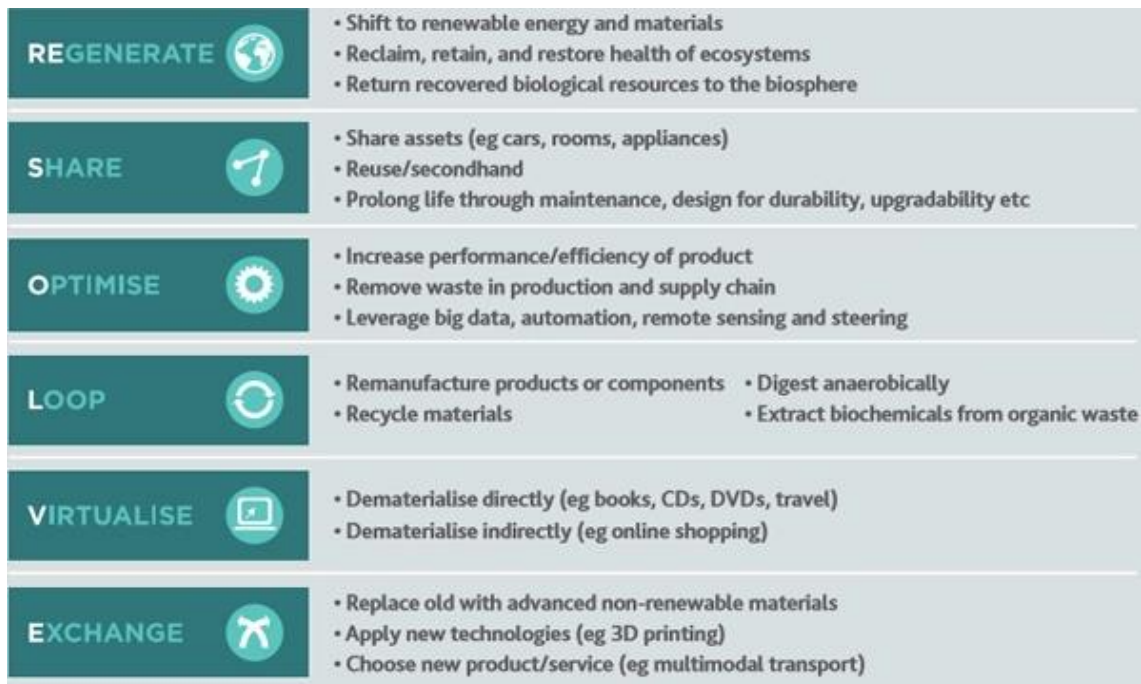 REGENERATE
• Shift to renewable energy and materials
• Reclaim, retain, and restore health of ecosystems
• Return recovered biological resources to the biosphere
SHARE
• Share assets (eg cars, rooms, appliances)
• Reuse/secondhand
• Prolong life through maintenance, design for durability, upgradability etc
OPTIMISE
• Increase performance/efficiency of product
• Remove waste in production and supply chain
• Leverage big data, automation, remote sensing and steering
LOOP
• Remanufacture products or components • Digest anaerobically
• Recycle materials • Extract biochemicals from organic waste
VIRTUALISE
• Dematerialise directly (eg books, CDs, DVDs, travel)
• Dematerialise indirectly (eg online shopping)
EXCHANGE
• Replace old with advanced non-renewable materials
• Apply new technologies (eg 3D printing)
• Choose new product/service (eg multimodal transport)